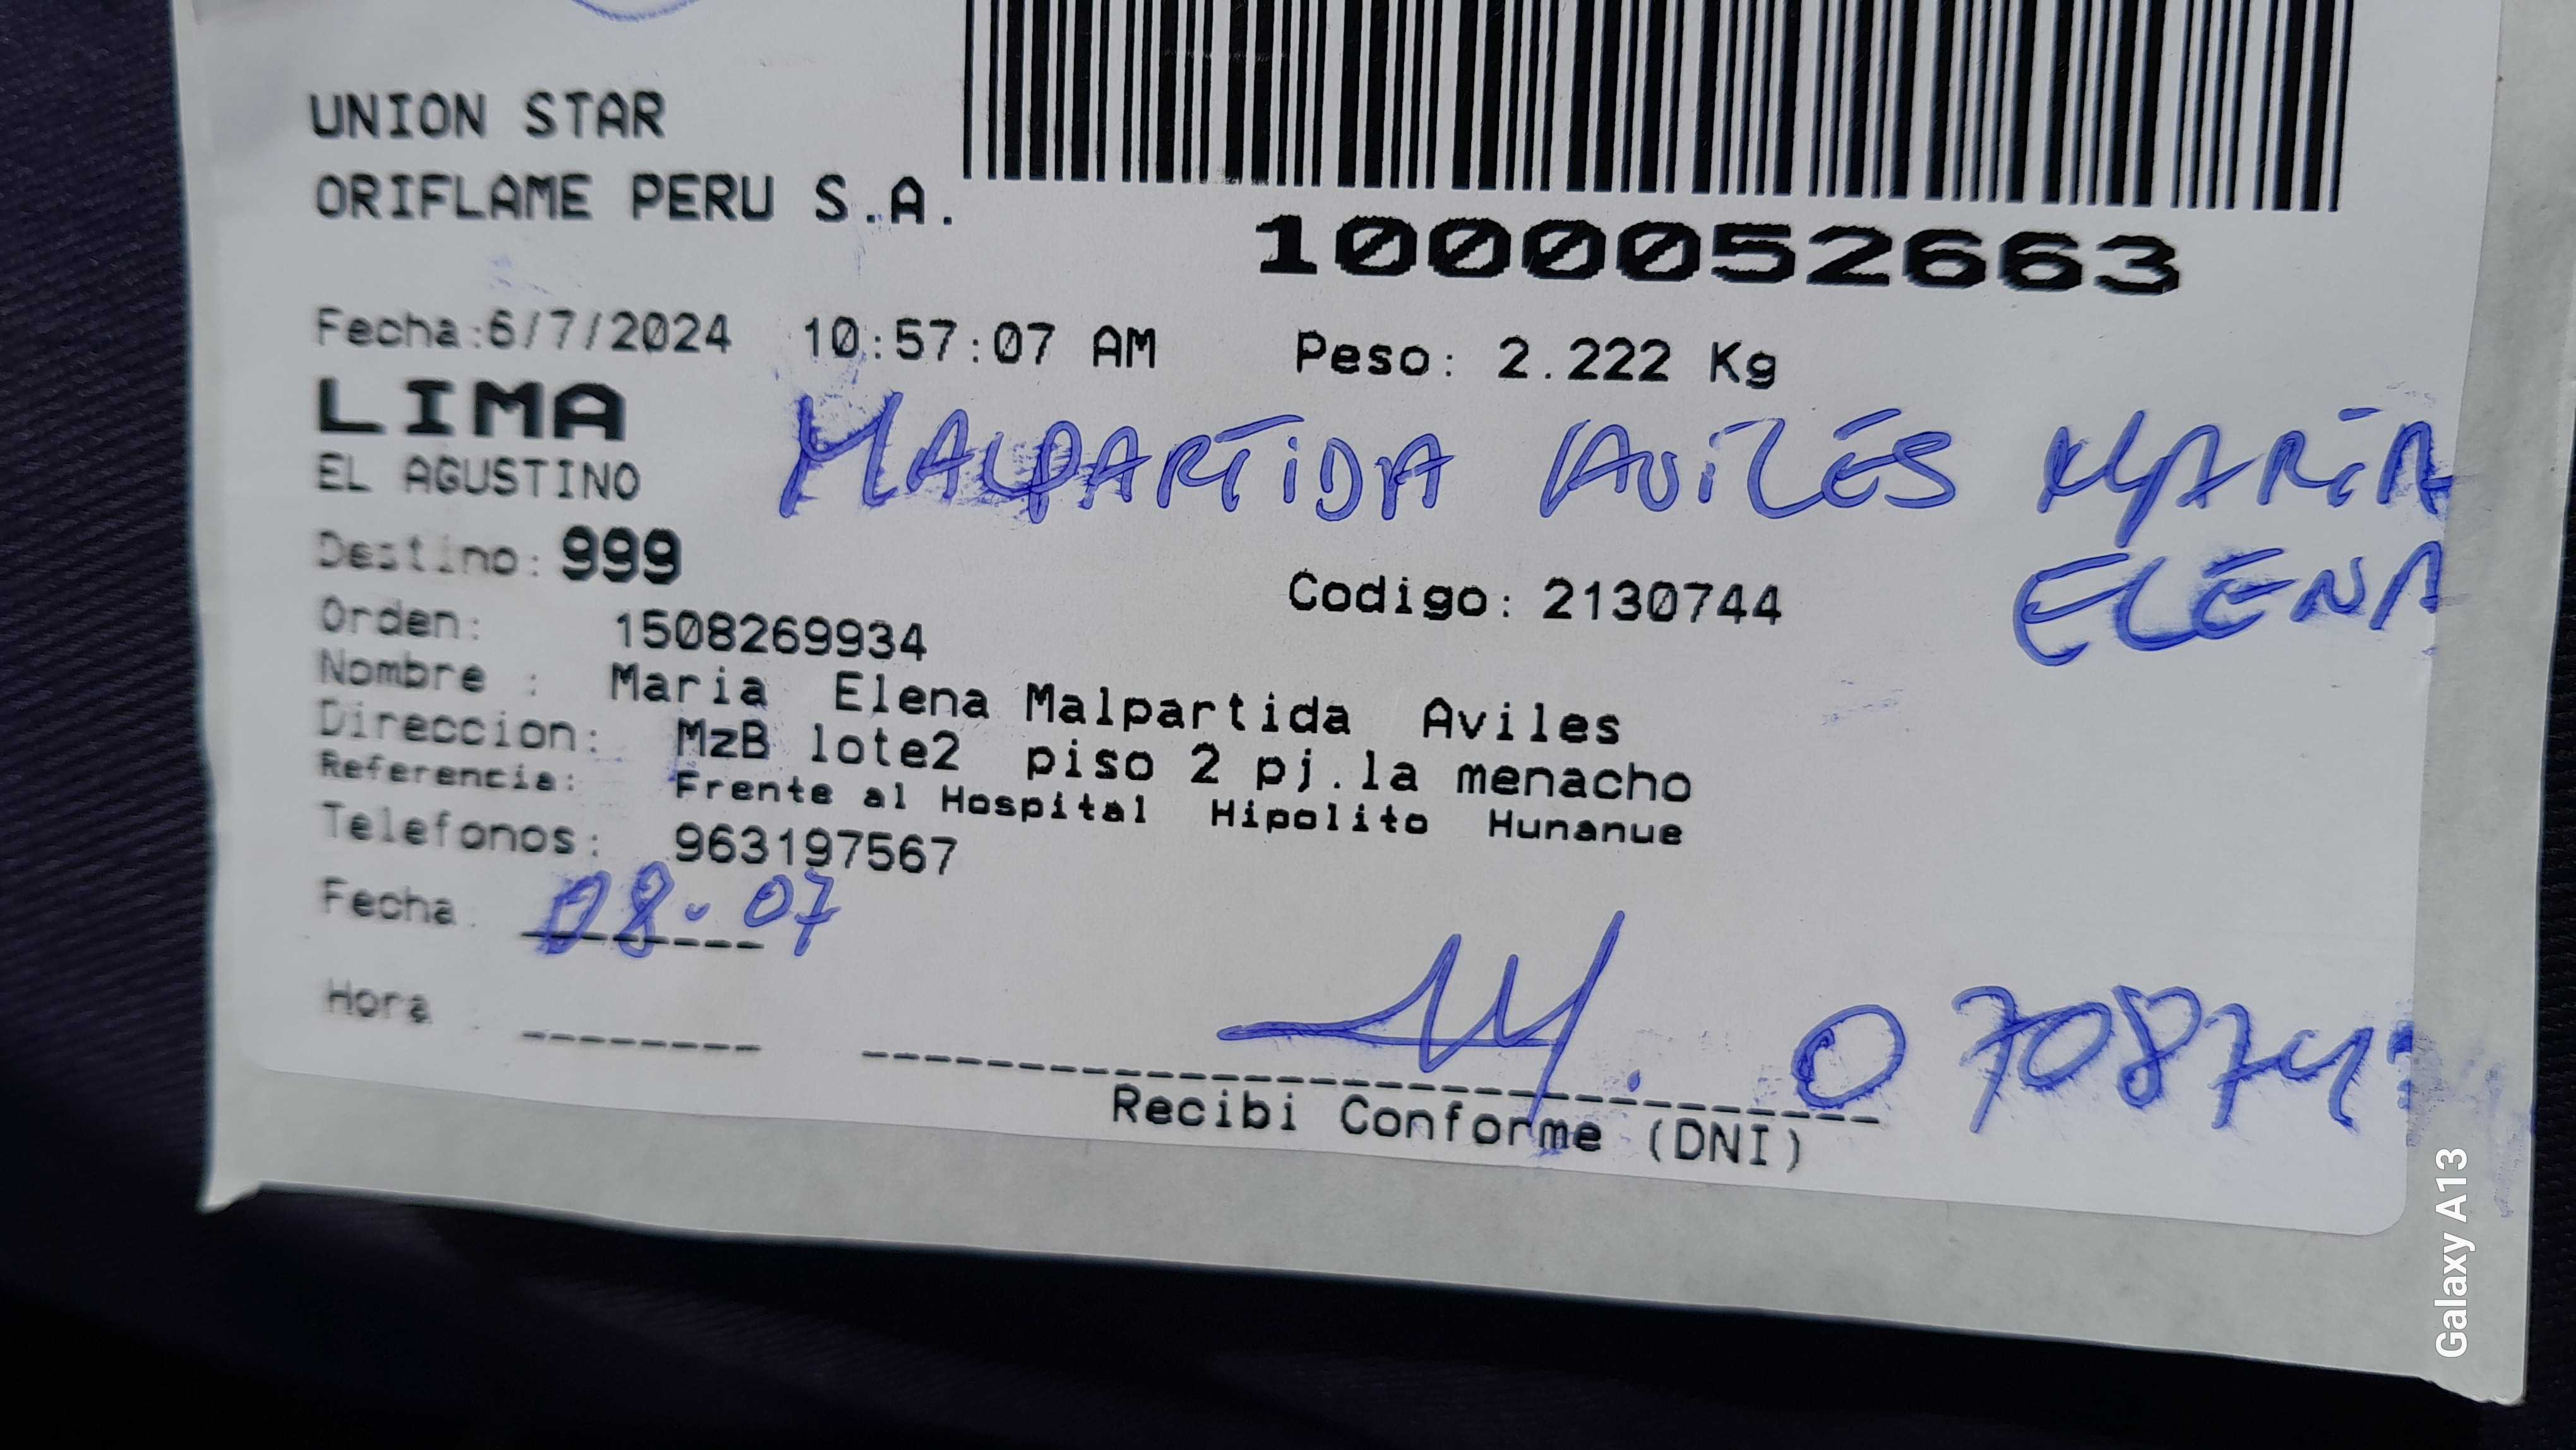 UNION STAR
ORIFLAME PERU S.A.
1000052663
Fecha:6/7/2024 10:57:07 AM Peso: 2.222 Kg
LIMA
EL AGUSTINO
MALPARTIDA AVILÉS MARÍA
ELENA
Destino: 999
Codigo: 2130744
Orden: 1508269934
Nombre : Maria Elena Malpartida Aviles
Direccion: MzB lote2 piso 2 pj.la menacho
Referencia: Frente al Hospital Hipolito Hunanue
Telefonos: 963197567
Fecha. 08-07
Hora .
Recibi Conforme (DNI)
Galaxy A13